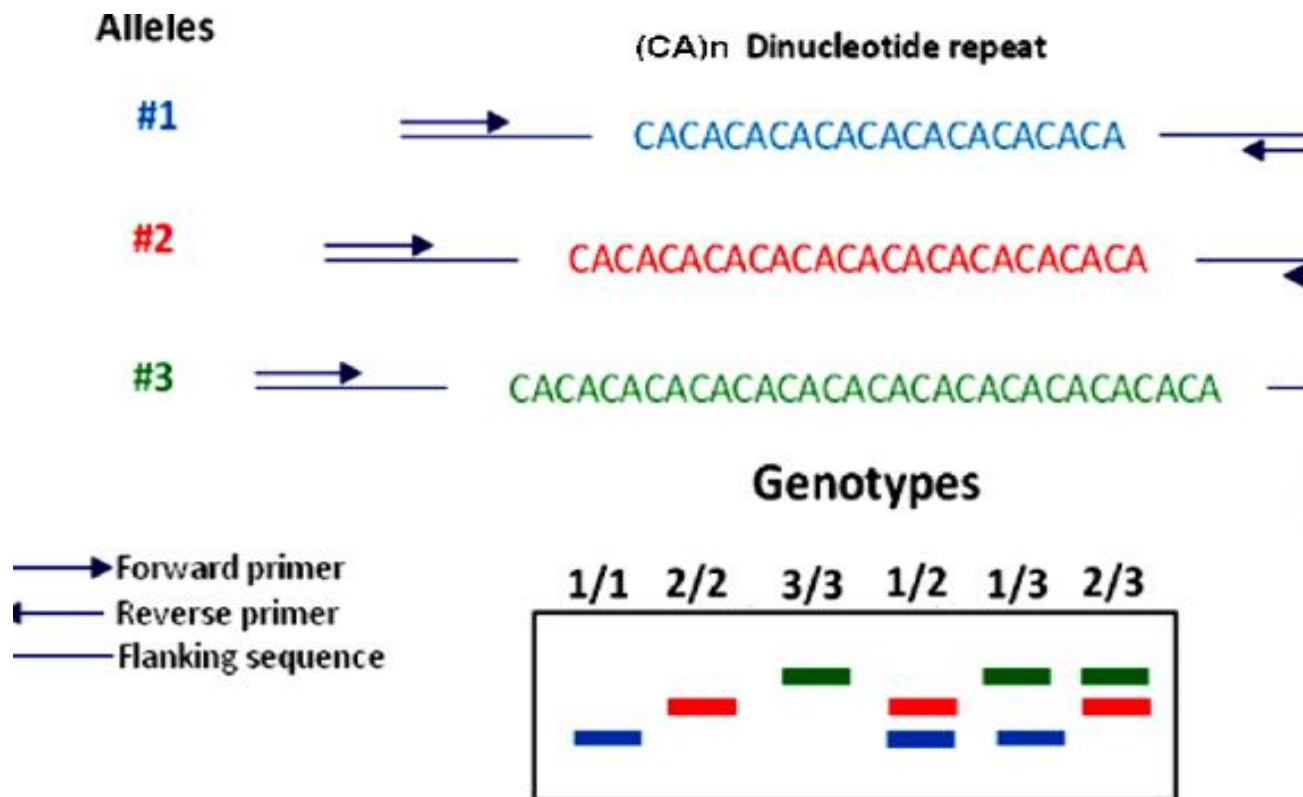 Alleles
(CA)n Dinucleotide repeat
#1
CACACACACACACACACACACA
#2
CACACACACACACACACACACACACA
#3
CACACACACACACACACACACACACACACACA
Genotypes
Forward primer
Reverse primer
Flanking sequence
1/1 2/2 3/3 1/2 1/3 2/3